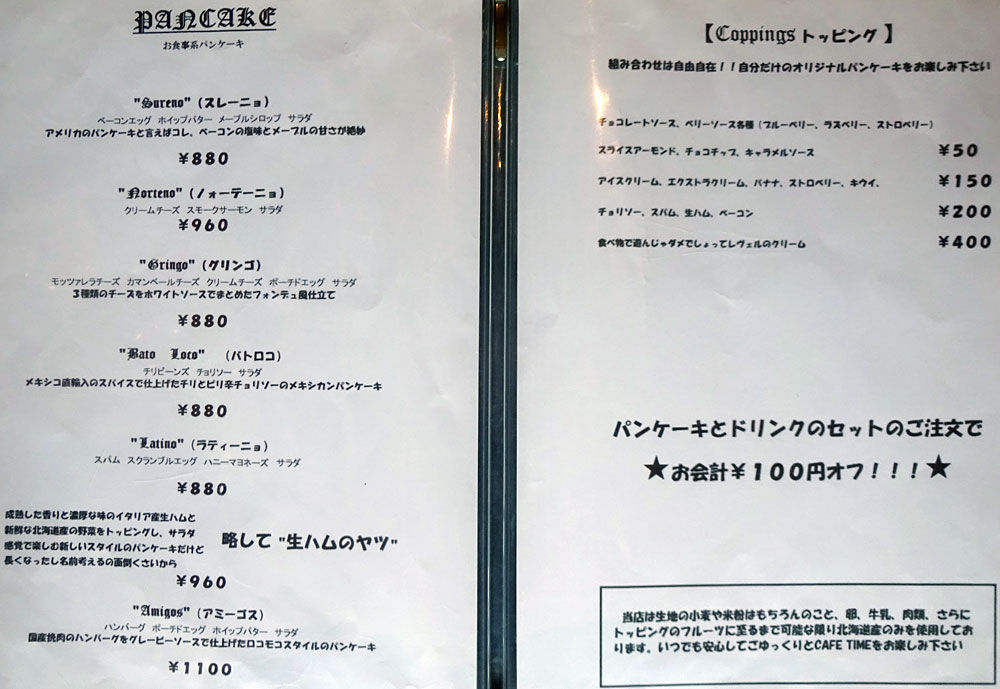 PANCAKE
お食事系パンケーキ
"Sureno" (スレーニョ)
ベーコンエッグ ホイップバター メープルシロップ サラダ
アメリカのパンケーキと言えばコレ、ベーコンの塩味とメープルの甘さが絶妙
¥880
"Norteno" (ノォーテーニョ)
クリームチーズ スモークサーモン サラダ
¥960
"Gringo" (グリンゴ)
モッツァレラチーズ カマンベールチーズ クリームチーズ ポーチドエッグ サラダ
3種類のチーズをホワイトソースでまとめたフォンデュ風仕立て
¥880
"Bato Loco" (バトロコ)
チリビーンズ チョリソー サラダ
メキシコ直輸入のスパイスで仕上げたチリとピリ辛チョリソーのメキシカンパンケーキ
¥880
"Latino" (ラティーニョ)
スパム スクランブルエッグ ハニーマヨネーズ サラダ
¥880
成熟した香りと濃厚な味のイタリア産生ハムと
新鮮な北海道産の野菜をトッピングし、サラダ
感覚で楽しむ新しいスタイルのパンケーキだけど
長くなったし名前考えるの面倒くさいから
略して "生ハムのヤツ"
¥960
"Amigos" (アミーゴス)
ハンバーグ ポーチドエッグ ホイップバター サラダ
国産挽肉のハンバーグをグレービーソースで仕上げたロコモコスタイルのパンケーキ
¥1100
【Coppings トッピング 】
組み合わせは自由自在!!自分だけのオリジナルパンケーキをお楽しみ下さい
チョコレートソース、ベリーソース各種 (ブルーベリー、ラズベリー、ストロベリー)
スライスアーモンド、チョコチップ、キャラメルソース ¥50
アイスクリーム、エクストラクリーム、バナナ、ストロベリー、キウイ、 ¥150
チョリソー、スパム、生ハム、ベーコン ¥200
食べ物で遊んじゃダメでしょってレヴェルのクリーム ¥400
パンケーキとドリンクのセットのご注文で
★お会計¥100円オフ!!!★
当店は生地の小麦や米粉はもちろんのこと、卵、牛乳、肉類、さらに
トッピングのフルーツに至るまで可能な限り北海道産のみを使用してお
ります。いつでも安心してごゆっくりとCAFE TIMEをお楽しみ下さい